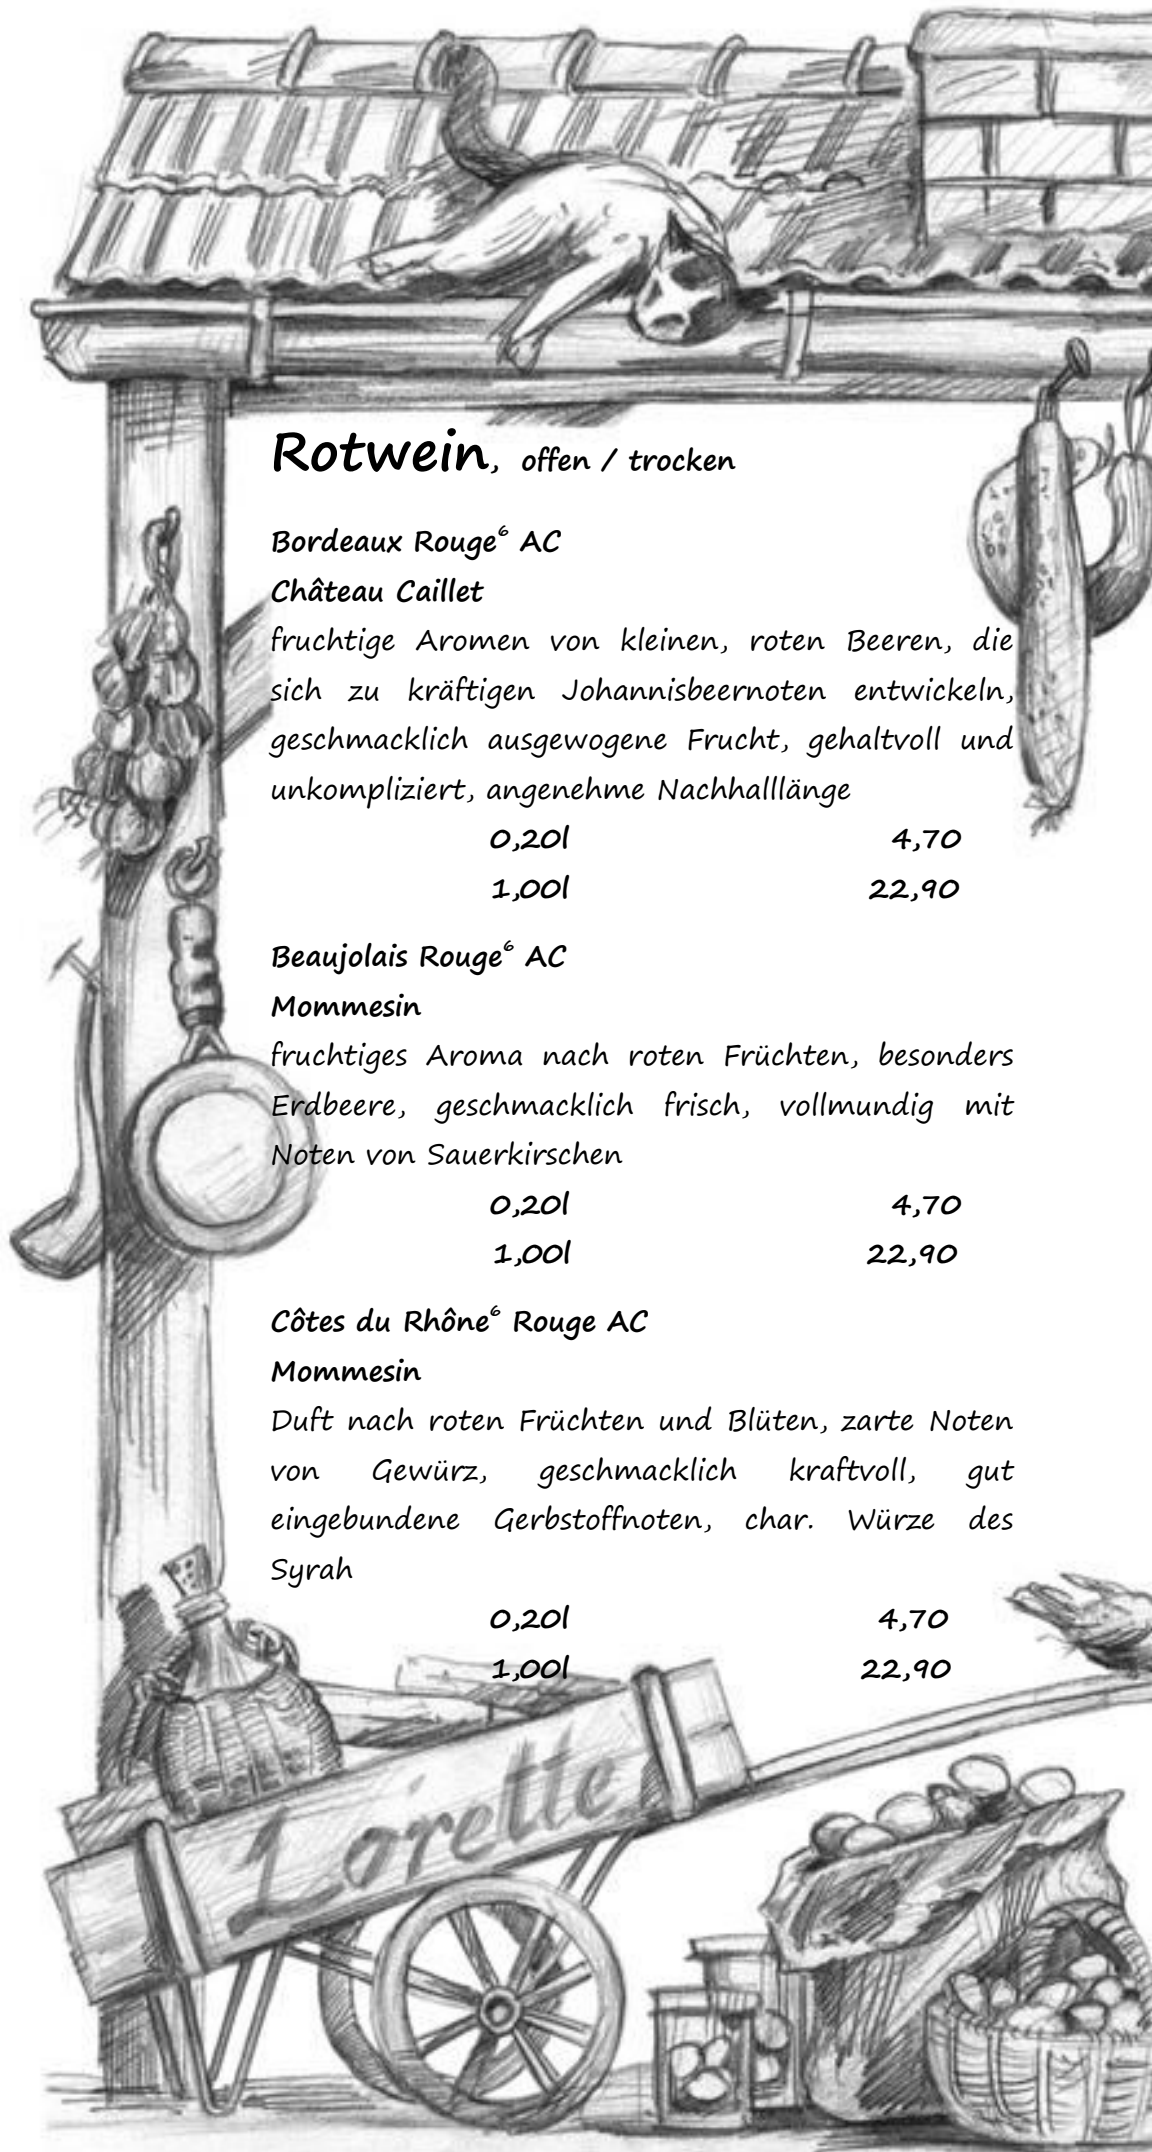 Rotwein, offen / trocken
Bordeaux Rouge⁶ AC
Château Caillet
fruchtige Aromen von kleinen, roten Beeren, die
sich zu kräftigen Johannisbeernoten entwickeln,
geschmacklich ausgewogene Frucht, gehaltvoll und
unkompliziert, angenehme Nachhalllänge
0,20l 4,70
1,00l 22,90
Beaujolais Rouge⁶ AC
Mommesin
fruchtiges Aroma nach roten Früchten, besonders
Erdbeere, geschmacklich frisch, vollmundig mit
Noten von Sauerkirschen
0,20l 4,70
1,00l 22,90
Côtes du Rhône⁶ Rouge AC
Mommesin
Duft nach roten Früchten und Blüten, zarte Noten
von Gewürz, geschmacklich kraftvoll, gut
eingebundene Gerbstoffnoten, char. Würze des
Syrah
0,20l 4,70
1,00l 22,90
Lorette